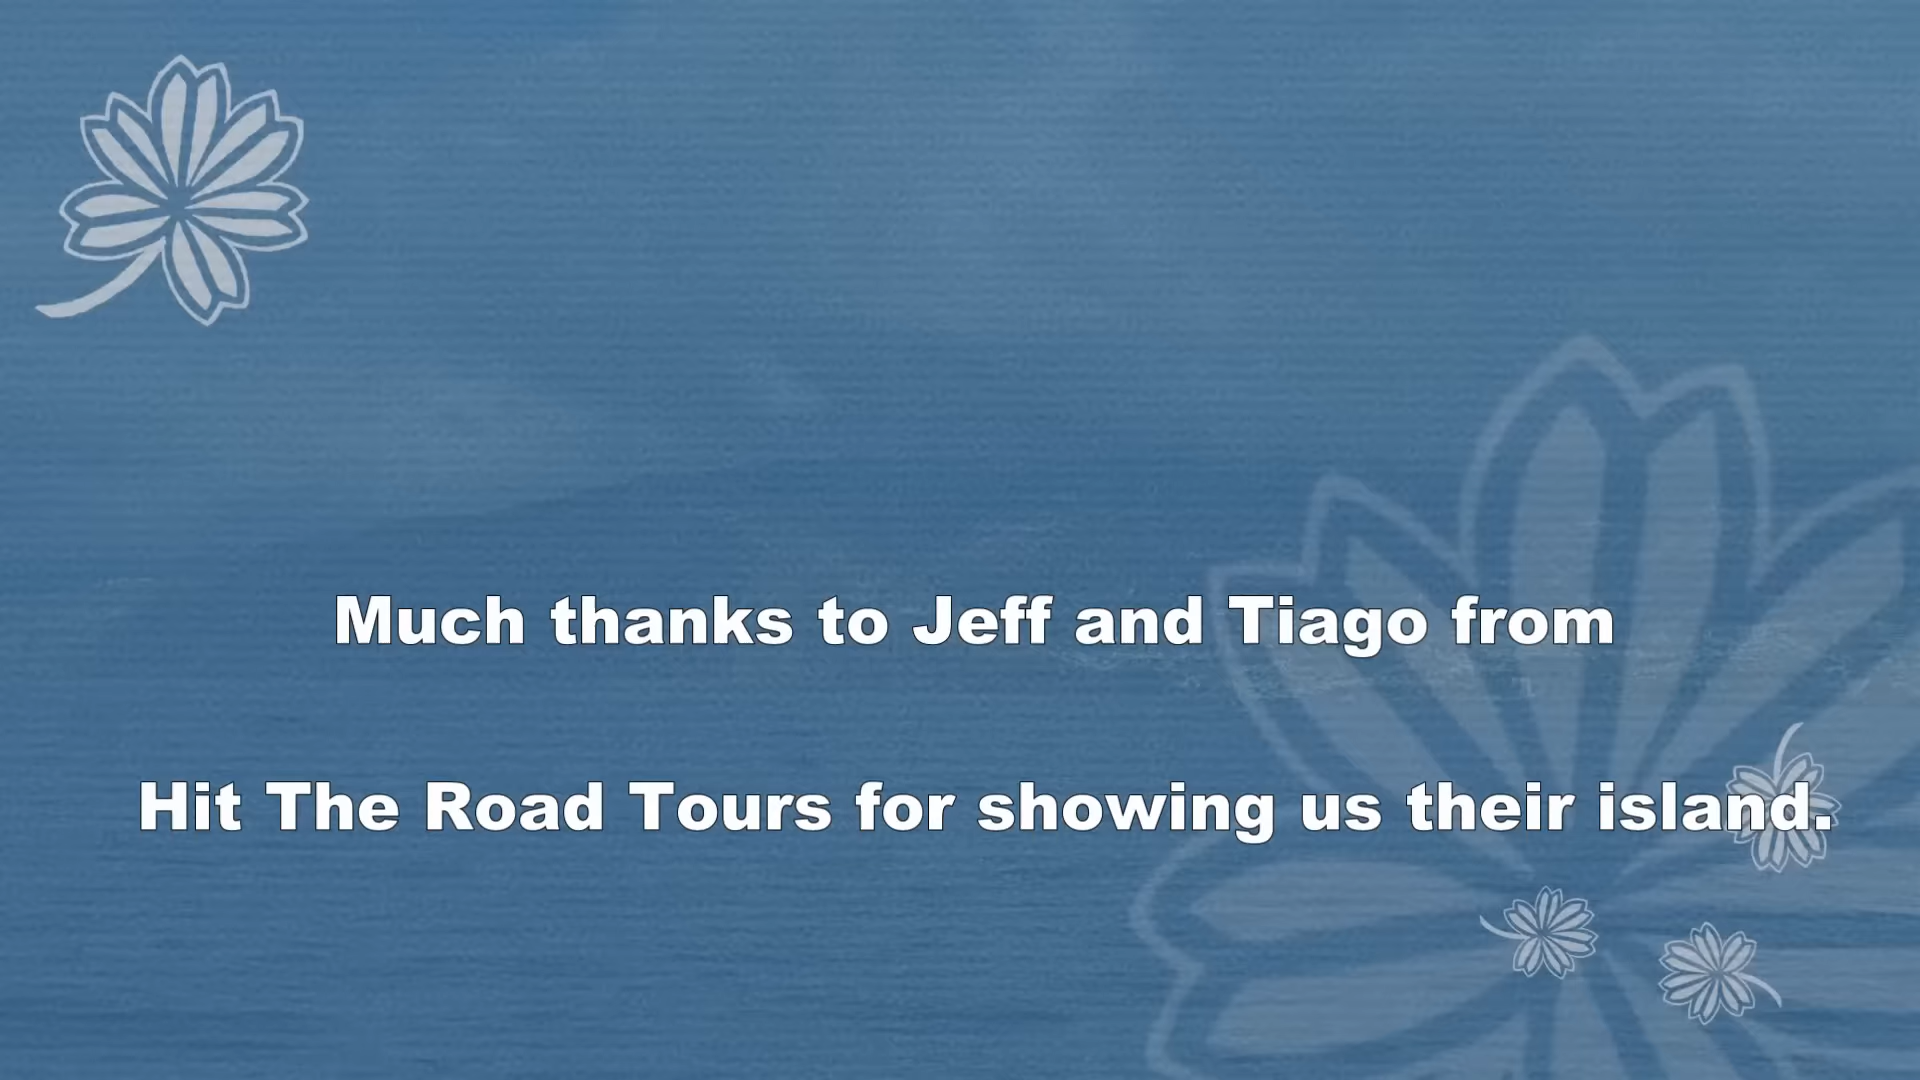 Much thanks to Jeff and Tiago from
Hit The Road Tours for showing us their island.